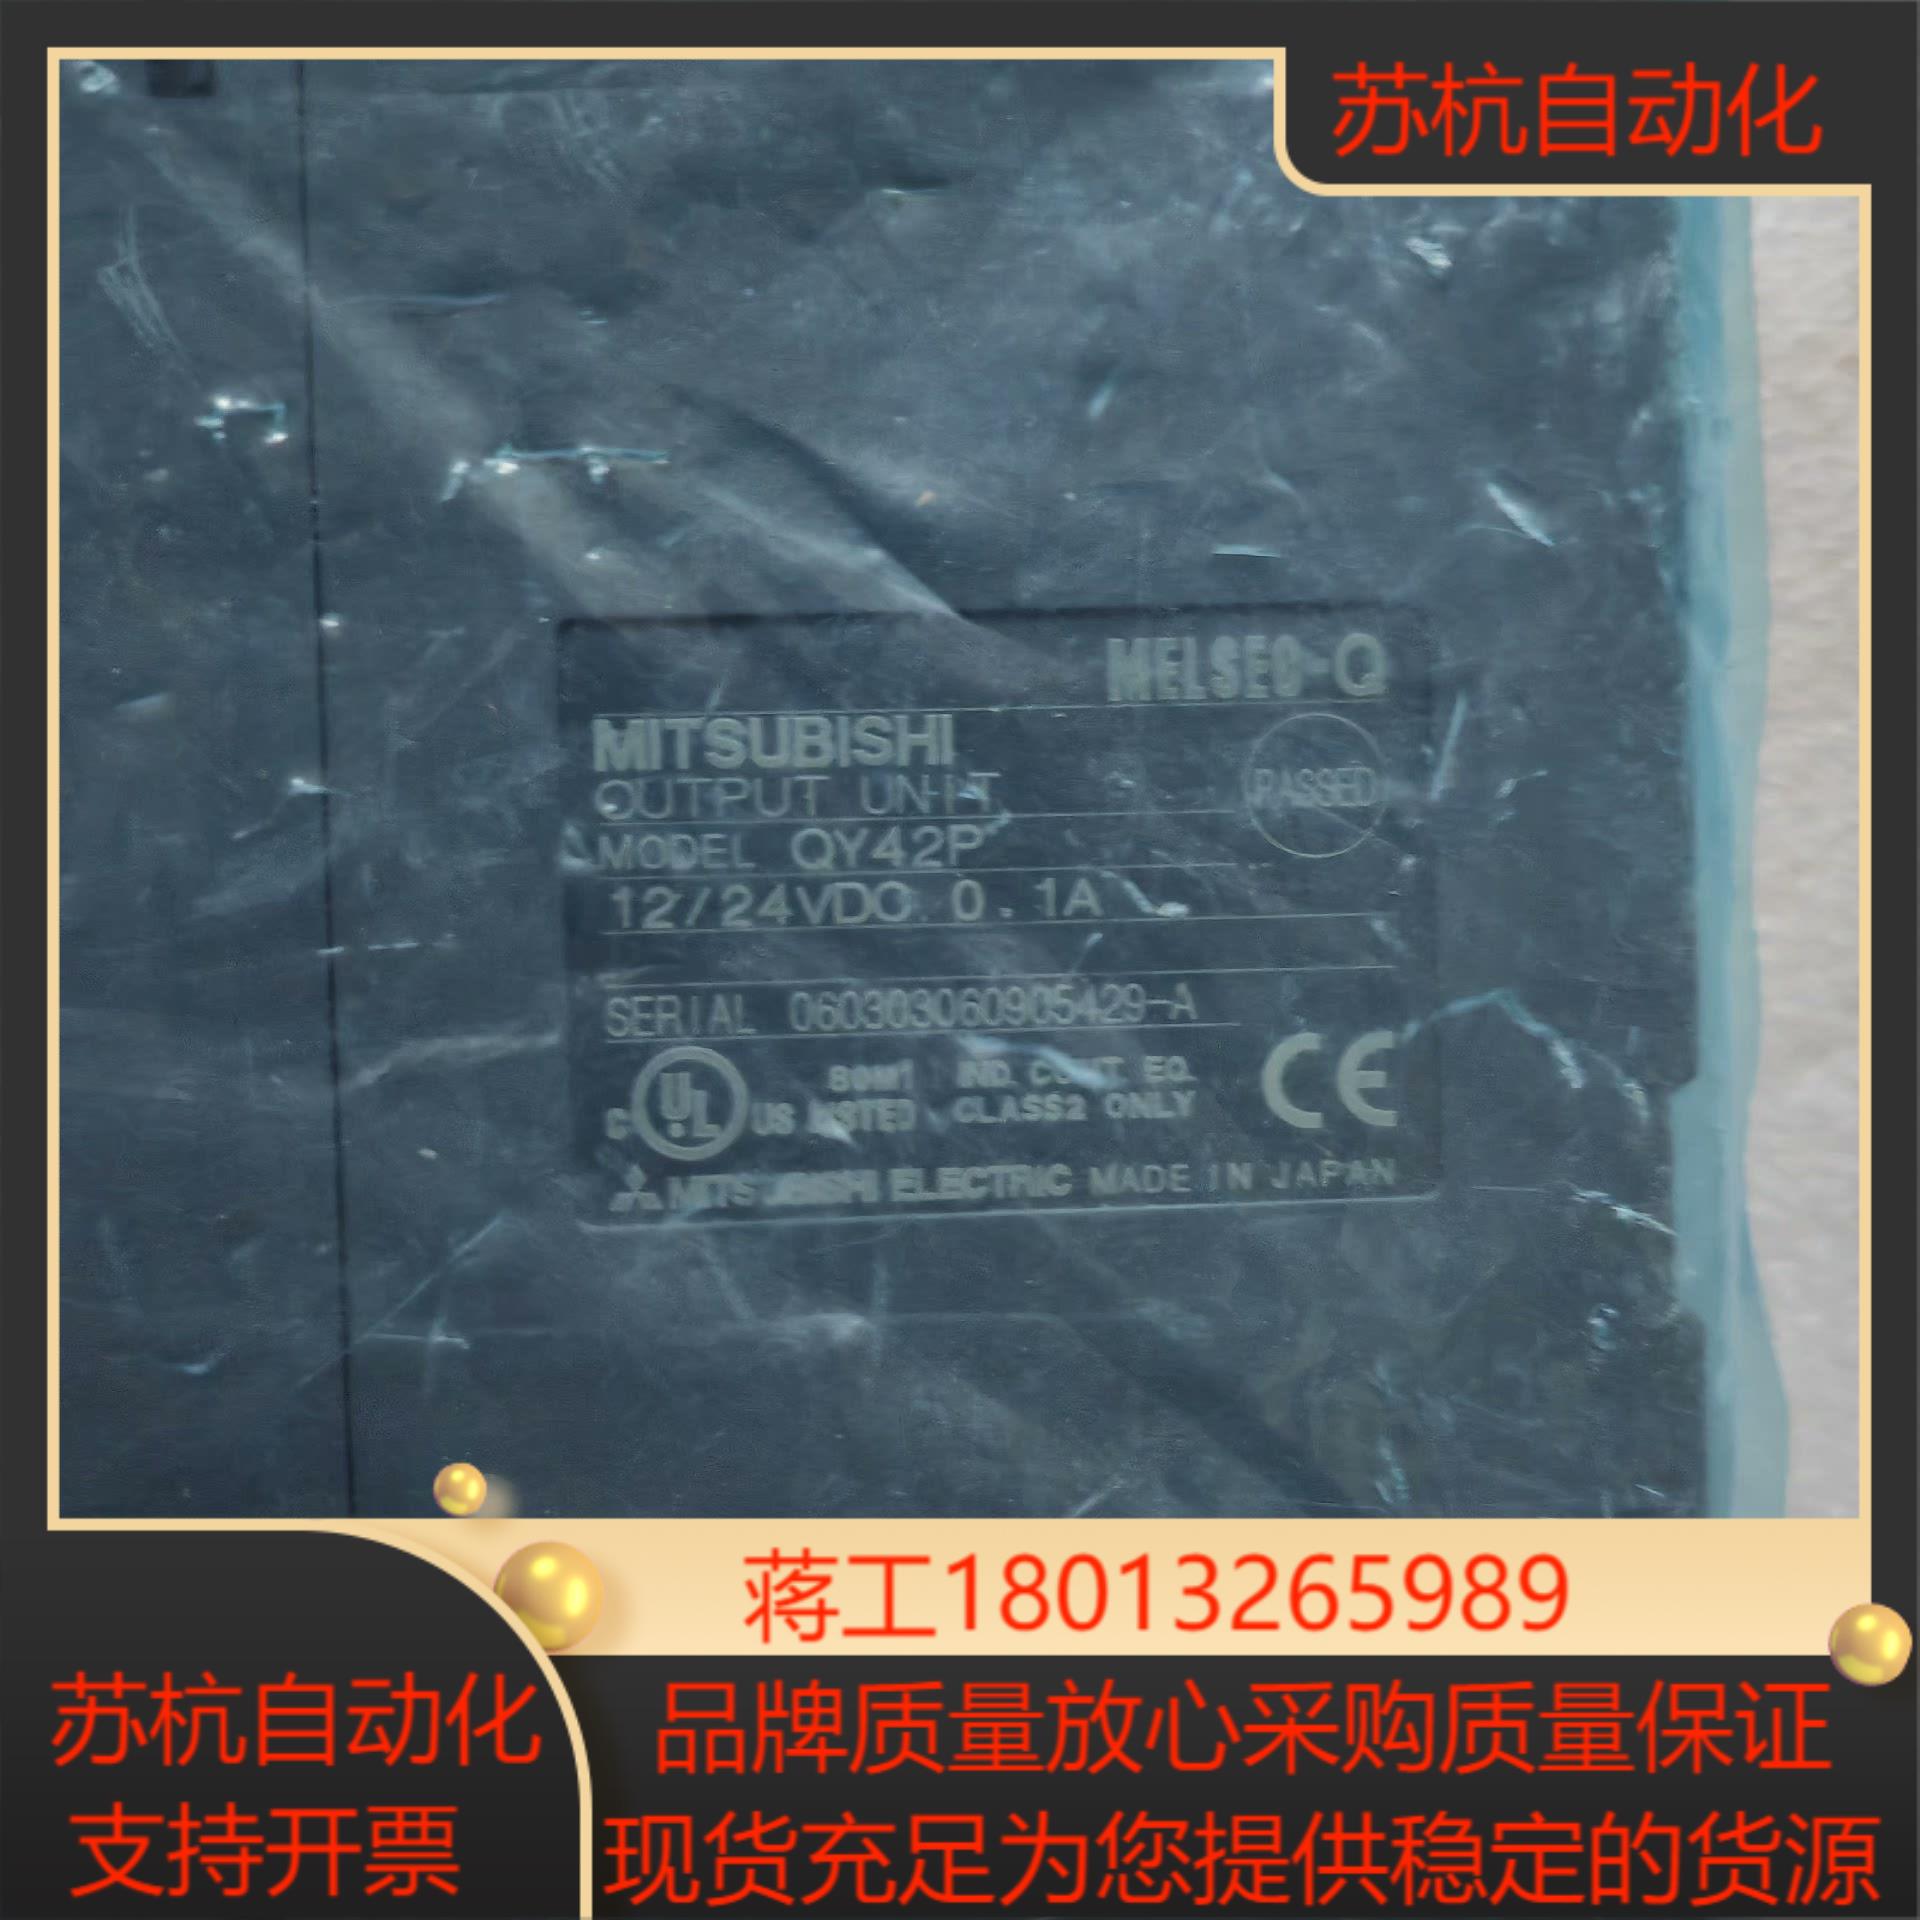 苏杭自动化
MELSEC-Q
MITSUBISHI
OUTPUT UNIT
PASSED
MODEL QY42P
12/24VDC 0.1A
SERIAL 060303060905429-A
C UL US LISTED 80M1 IND. CONT. EQ.
CLASS2 ONLY
CE
MITSUBISHI ELECTRIC MADE IN JAPAN
蒋工18013265989
苏杭自动化
支持开票
品牌质量放心采购质量保证
现货充足为您提供稳定的货源